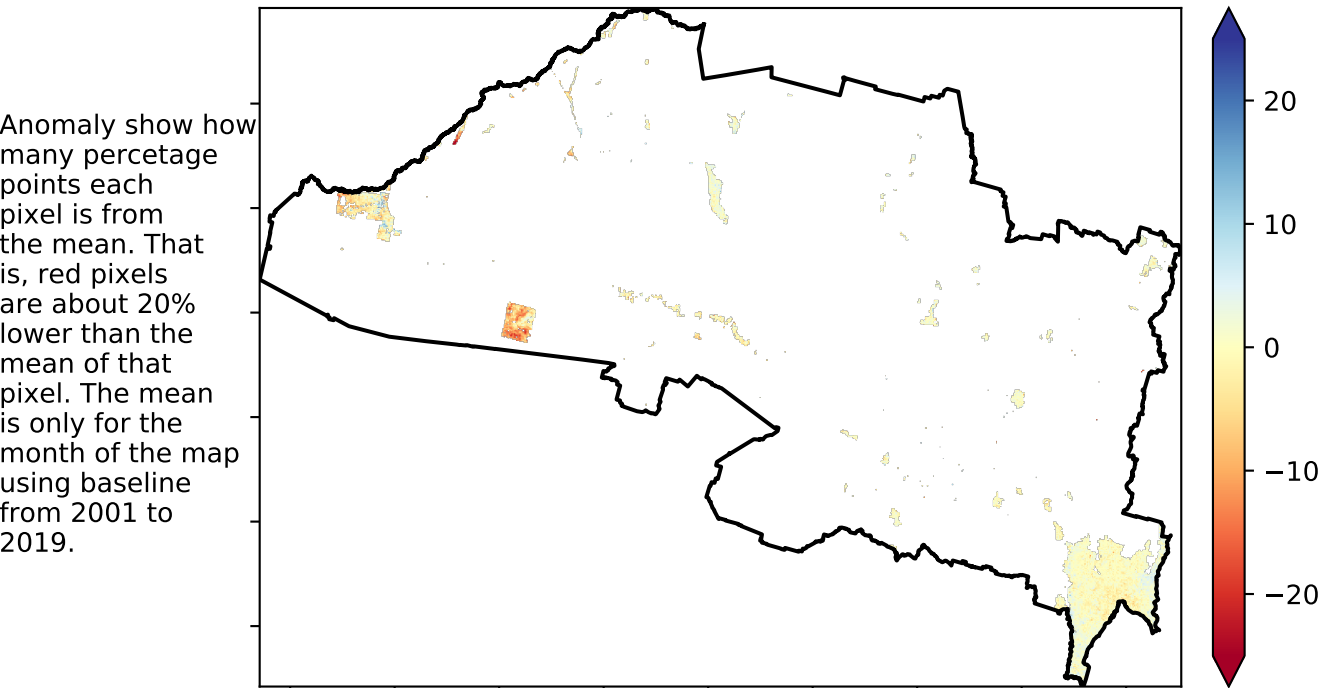 Anomaly show how
many percetage
points each
pixel is from
the mean. That
is, red pixels
are about 20%
lower than the
mean of that
pixel. The mean
is only for the
month of the map
using baseline
from 2001 to
2019.
20
10
0
−10
−20